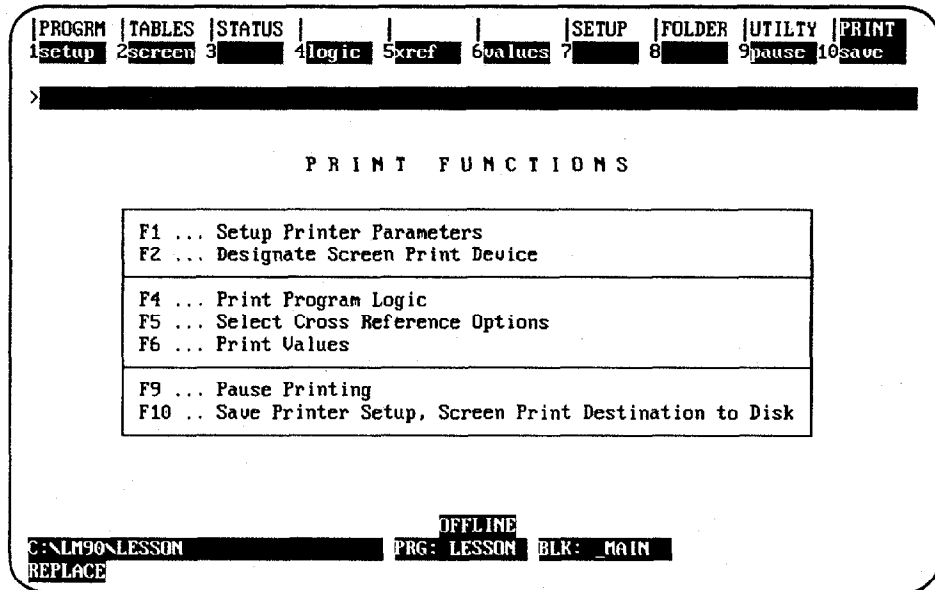 |PROGRM |TABLES |STATUS | | | |SETUP |FOLDER |UTILTY |PRINT
1setup 2screen 3 4logic 5xref 6values 7 8 9pause 10save
>
PRINT FUNCTIONS
F1 ... Setup Printer Parameters
F2 ... Designate Screen Print Device
F4 ... Print Program Logic
F5 ... Select Cross Reference Options
F6 ... Print Values
F9 ... Pause Printing
F10 .. Save Printer Setup, Screen Print Destination to Disk
OFFLINE
C:\LM90\LESSON PRG: LESSON BLK: _MAIN
REPLACE